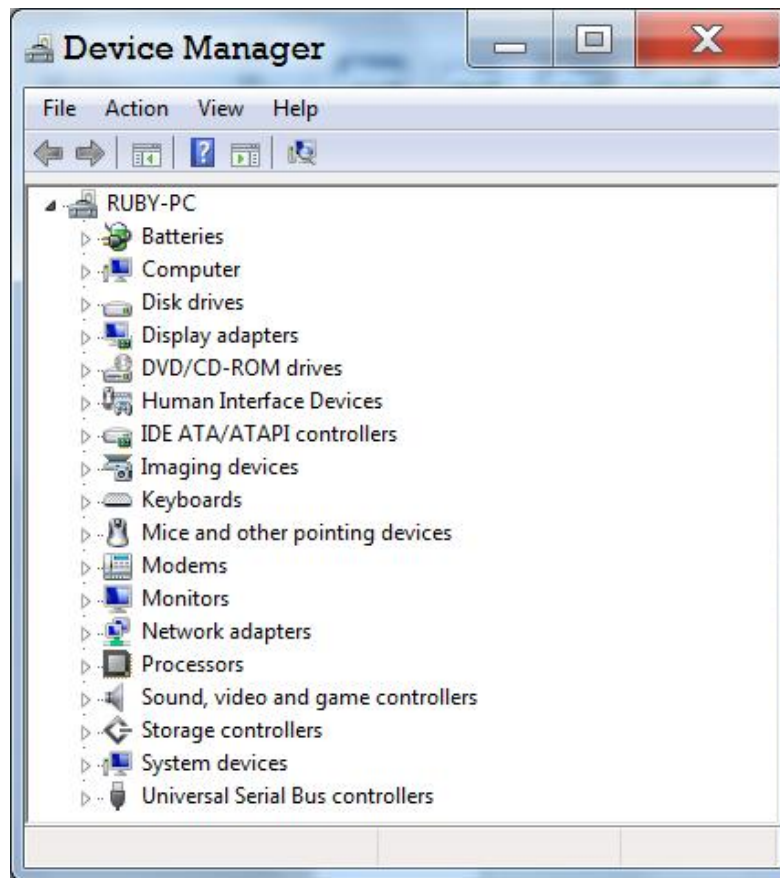 Device Manager
File Action View Help
RUBY-PC
Batteries
Computer
Disk drives
Display adapters
DVD/CD-ROM drives
Human Interface Devices
IDE ATA/ATAPI controllers
Imaging devices
Keyboards
Mice and other pointing devices
Modems
Monitors
Network adapters
Processors
Sound, video and game controllers
Storage controllers
System devices
Universal Serial Bus controllers